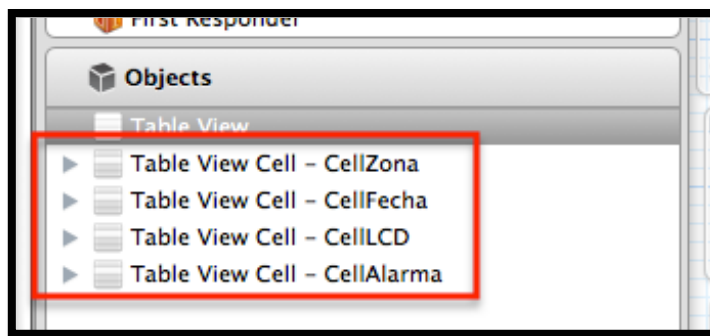 First Responder
Objects
Table View
Table View Cell – CellZona
Table View Cell – CellFecha
Table View Cell – CellLCD
Table View Cell – CellAlarma